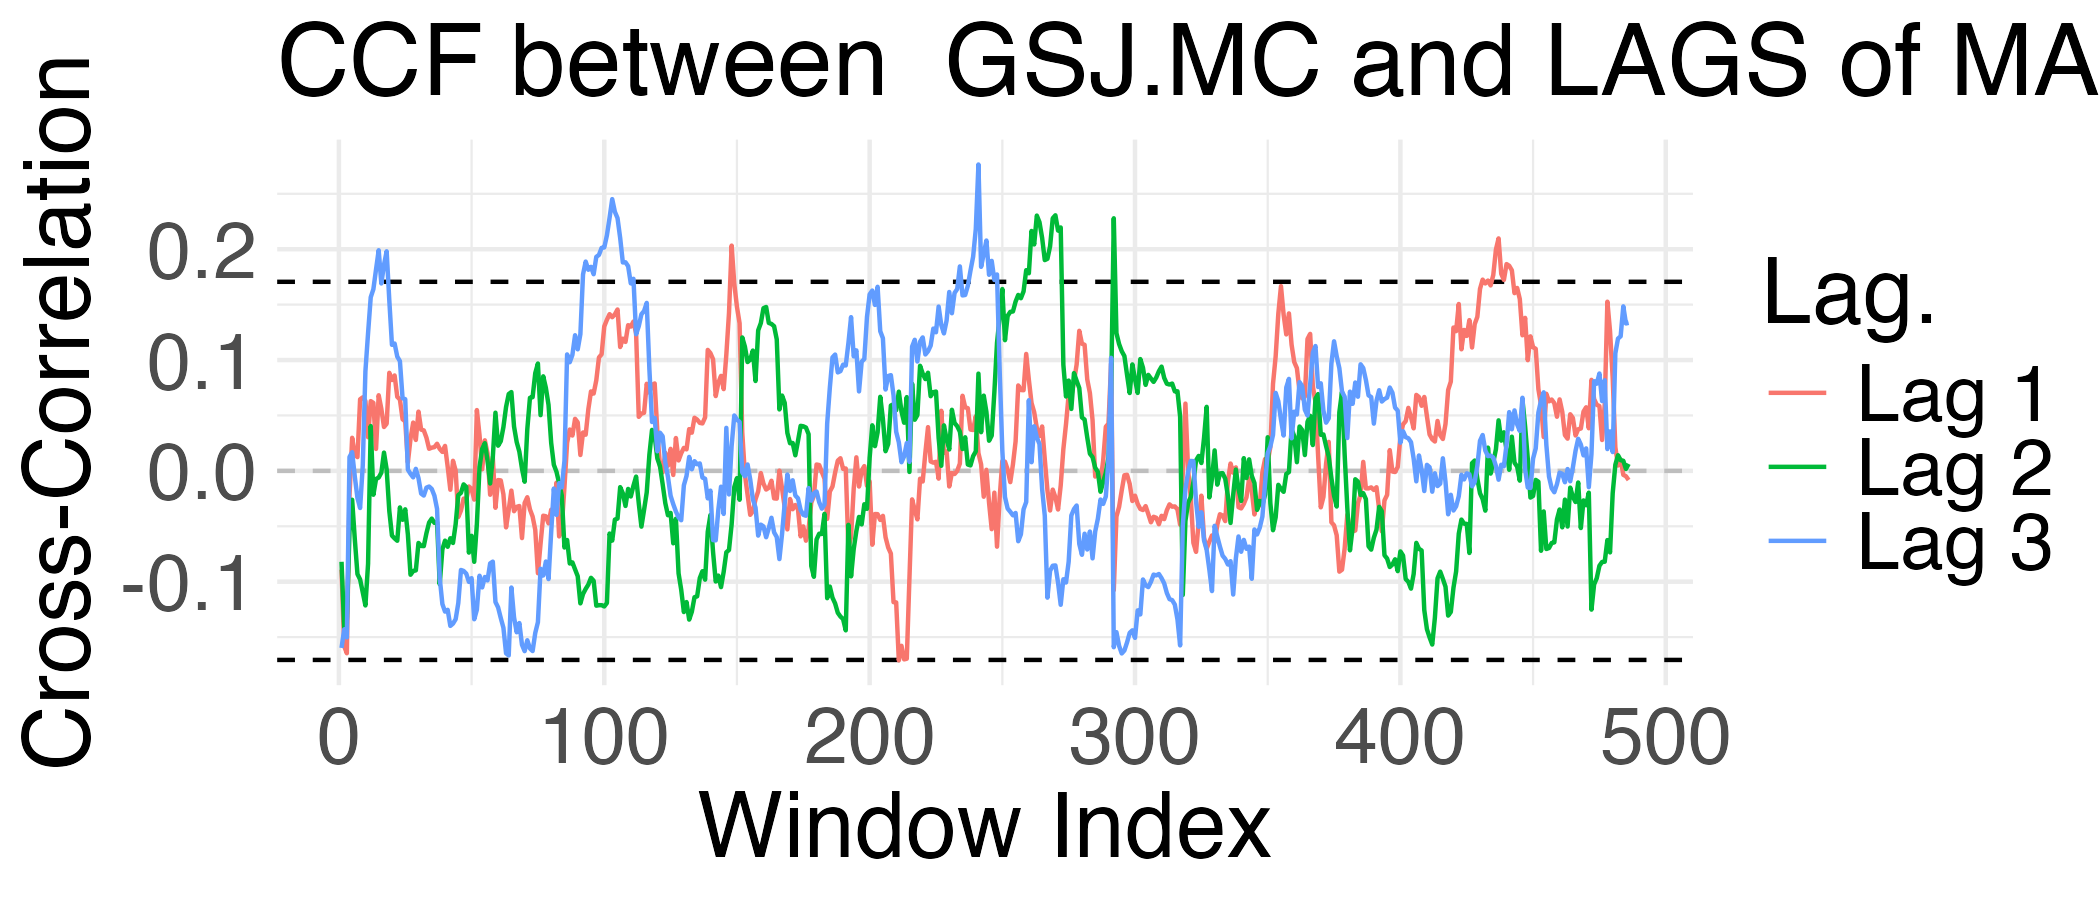 CCF between  GSJ.MC and LAGS of MA
Cross-Correlation
0.2
0.1
0.0
-0.1
0 100 200 300 400 500
Window Index
Lag.
Lag 1
Lag 2
Lag 3